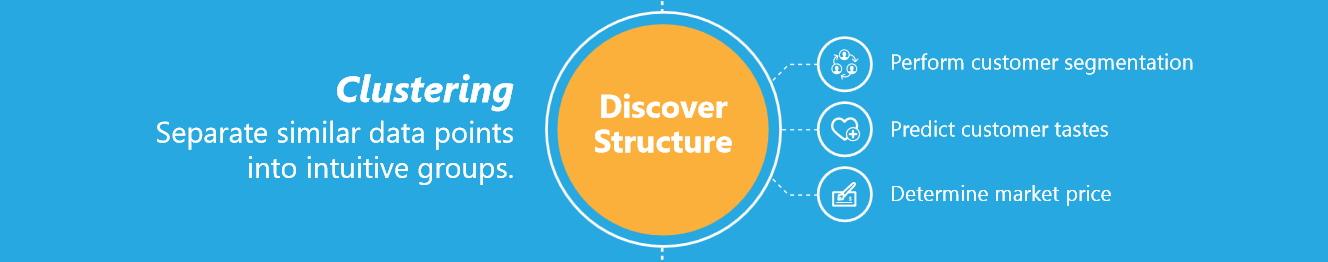 Clustering
Separate similar data points
into intuitive groups.
Discover
Structure
Perform customer segmentation
Predict customer tastes
Determine market price